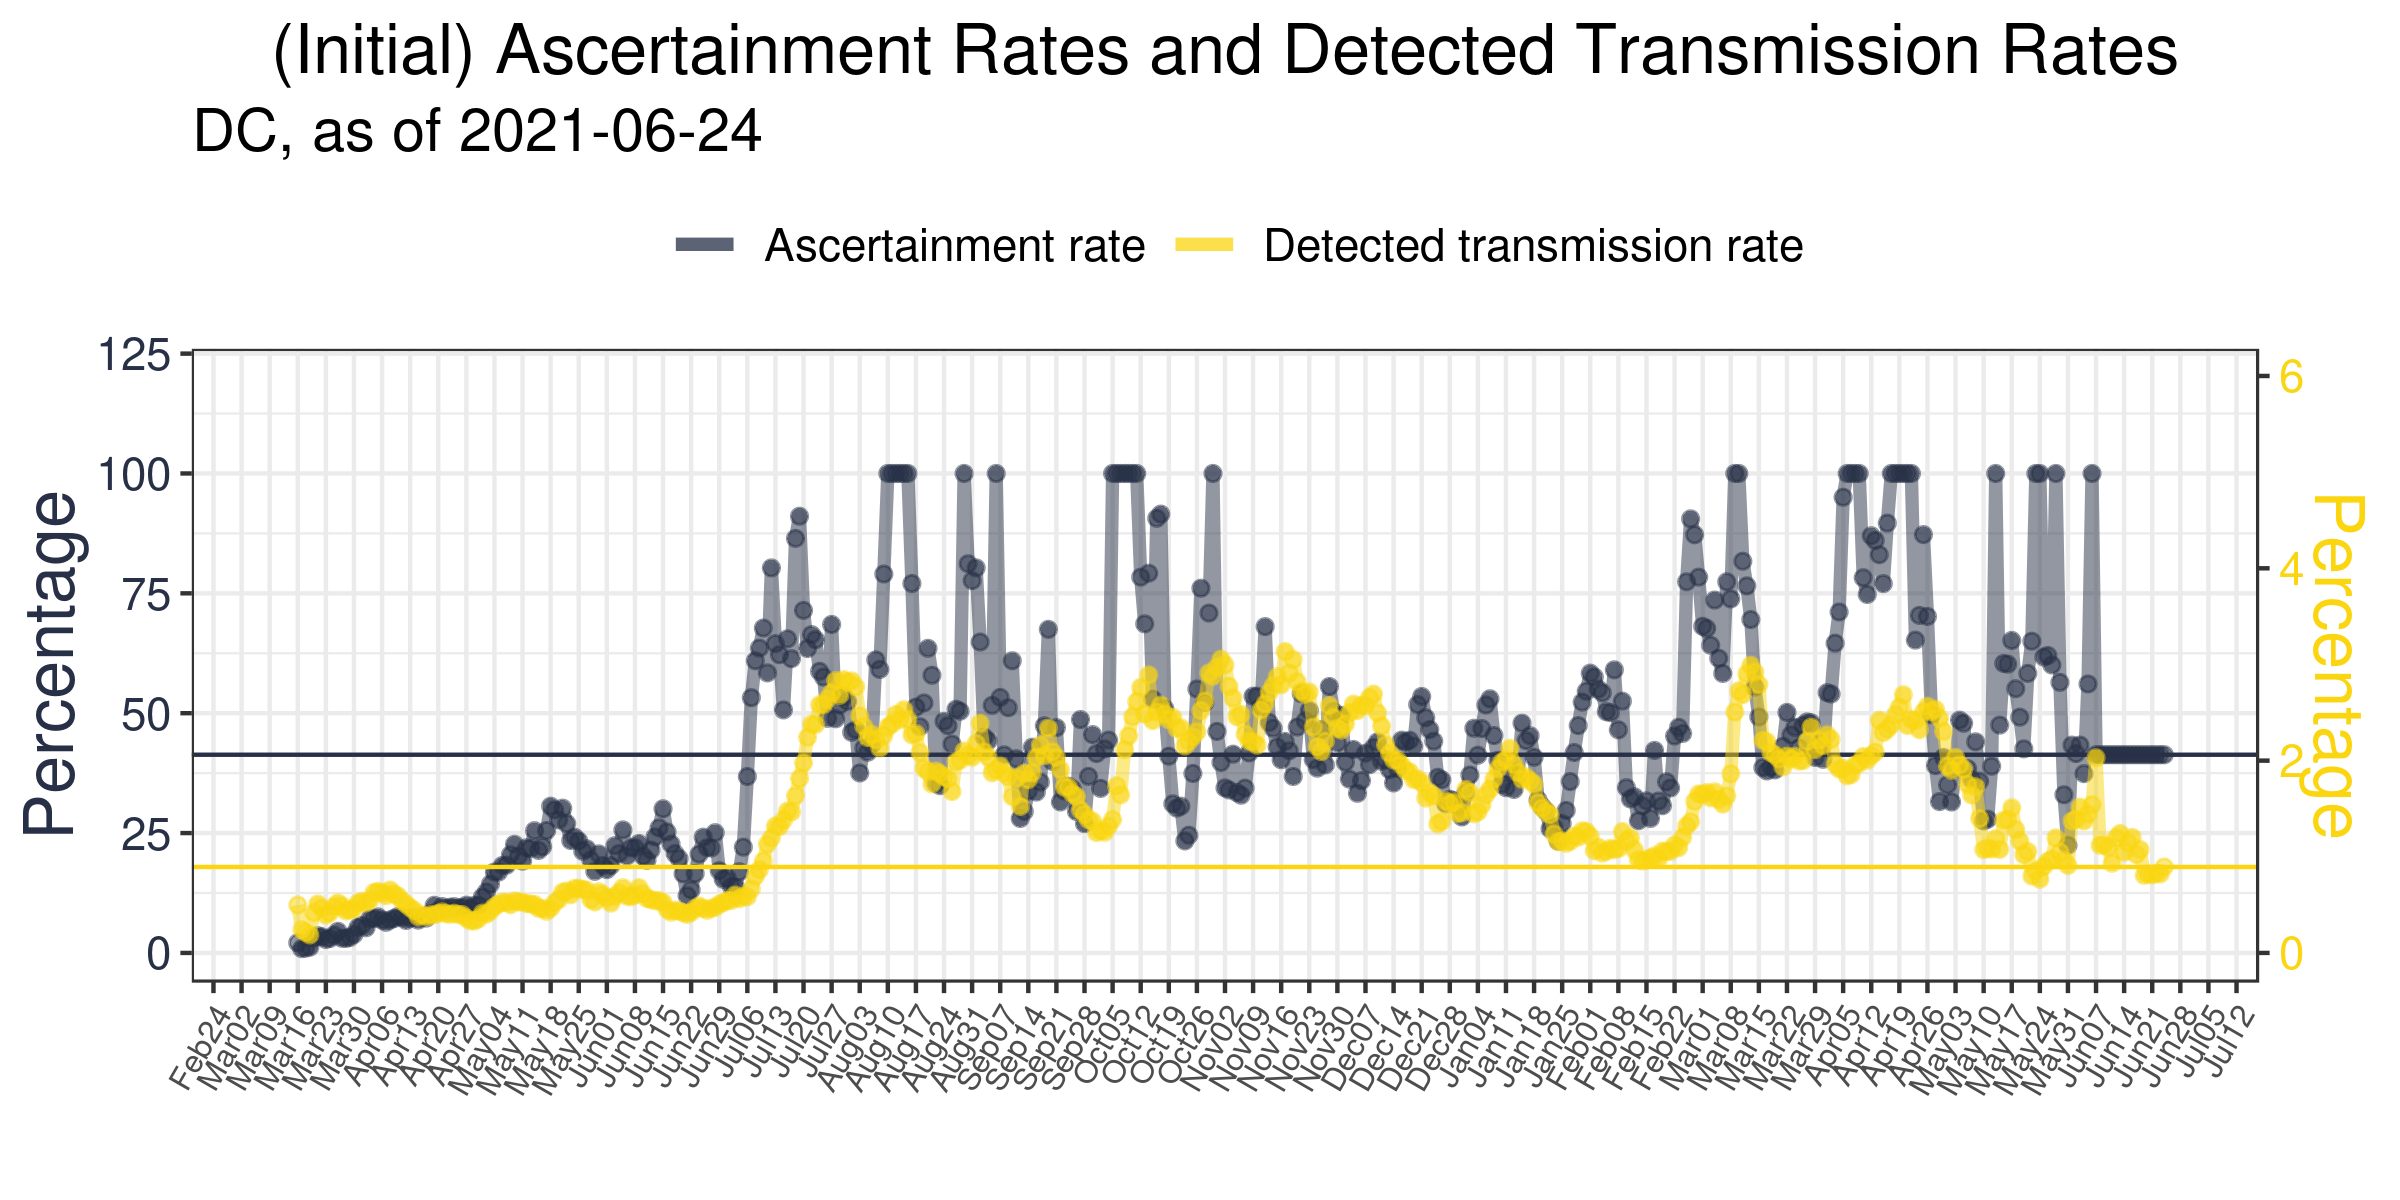 (Initial) Ascertainment Rates and Detected Transmission Rates
DC, as of 2021-06-24
Ascertainment rate
Detected transmission rate
125
100
75
50
25
0
Percentage
6
4
2
0
Percentage
Feb24
Mar02
Mar09
Mar16
Mar23
Mar30
Apr06
Apr13
Apr20
Apr27
May04
May11
May18
May25
Jun01
Jun08
Jun15
Jun22
Jun29
Jul06
Jul13
Jul20
Jul27
Aug03
Aug10
Aug17
Aug24
Aug31
Sep07
Sep14
Sep21
Sep28
Oct05
Oct12
Oct19
Oct26
Nov02
Nov09
Nov16
Nov23
Nov30
Dec07
Dec14
Dec21
Dec28
Jan04
Jan11
Jan18
Jan25
Feb01
Feb08
Feb15
Feb22
Mar01
Mar08
Mar15
Mar22
Mar29
Apr05
Apr12
Apr19
Apr26
May03
May10
May17
May24
May31
Jun07
Jun14
Jun21
Jun28
Jul05
Jul12